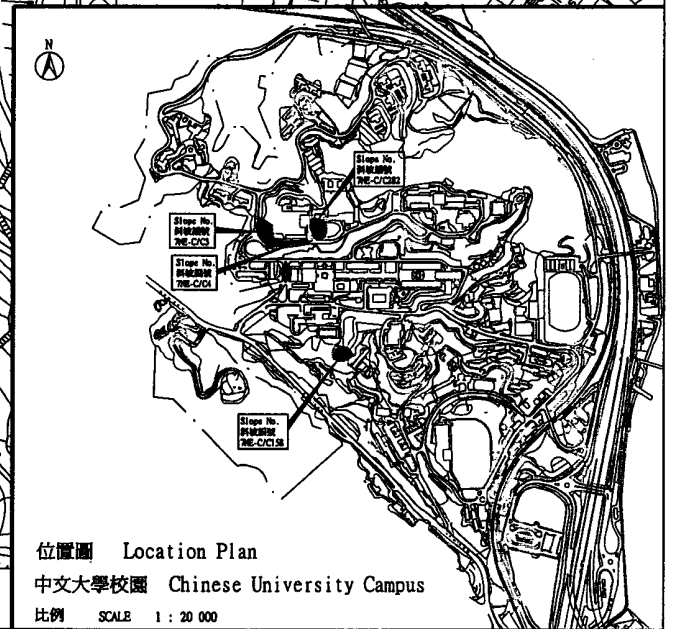 N
Slope No.
斜坡編號
7NE-C/C282
Slope No.
斜坡編號
7NE-C/C3
Slope No.
斜坡編號
7NE-C/C4
Slope No.
斜坡編號
7NE-C/C158
位置圖 Location Plan
中文大學校園 Chinese University Campus
比例 SCALE 1 : 20 000